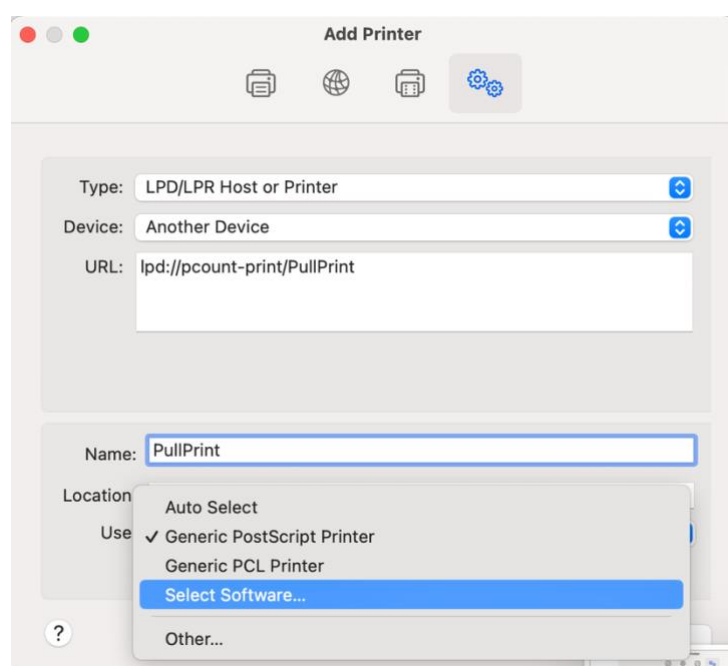 Add Printer
Type: LPD/LPR Host or Printer
Device: Another Device
URL: lpd://pcount-print/PullPrint
Name: PullPrint
Location
Auto Select
Use ✓ Generic PostScript Printer
Generic PCL Printer
Select Software...
? Other...